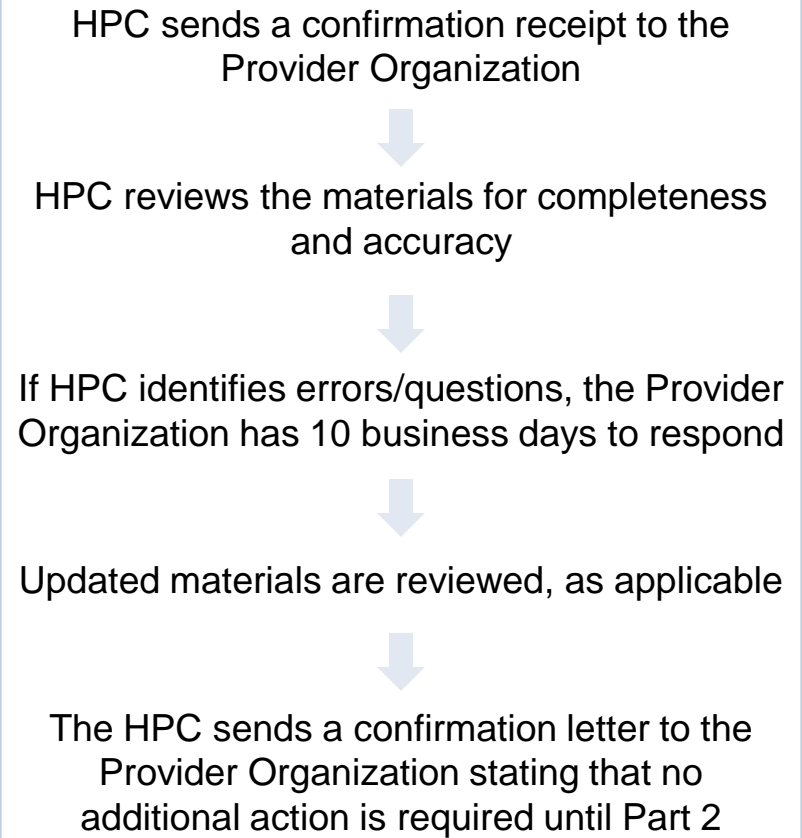 HPC sends a confirmation receipt to the
Provider Organization
HPC reviews the materials for completeness
and accuracy
If HPC identifies errors/questions, the Provider
Organization has 10 business days to respond
Updated materials are reviewed, as applicable
The HPC sends a confirmation letter to the
Provider Organization stating that no
additional action is required until Part 2